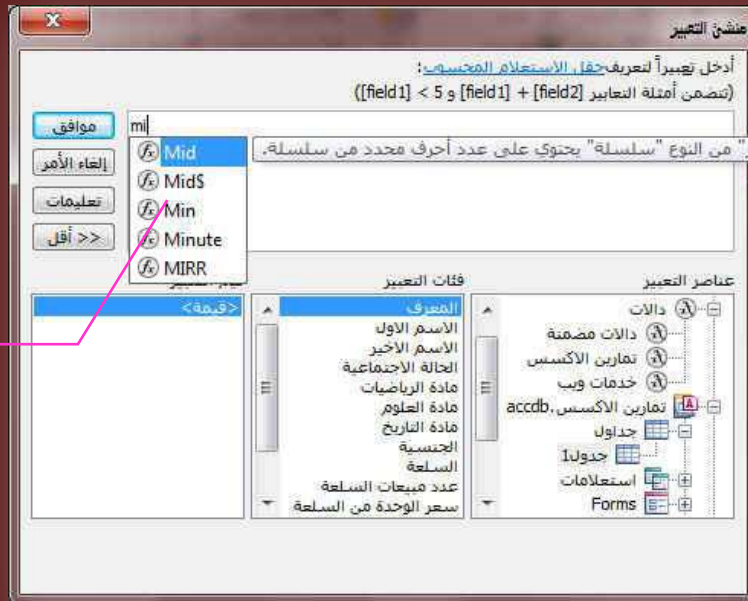 منشئ التعبير
أدخل تعبيراً لتعريف حقل الاستعلام المحسوب:
(تتضمن أمثلة التعابير [field1] + [field2] و [field1] < 5)
mi
موافق
إلغاء الأمر
تعليمات
<< أقل
Mid
Mid$
Min
Minute
MIRR
" من النوع "سلسلة" يحتوي على عدد أحرف محدد من سلسلة.
عناصر التعبير
دالات
دالات مضمنة
تمارين الاكسس
خدمات ويب
تمارين الاكسس.accdb
جداول
جدول1
استعلامات
Forms
فئات التعبير
المعرف
الاسم الاول
الاسم الاخير
الحالة الاجتماعية
مادة الرياضيات
مادة العلوم
مادة التاريخ
الجنسية
السلعة
عدد مبيعات السلعة
سعر الوحدة من السلعة
<قيمة>